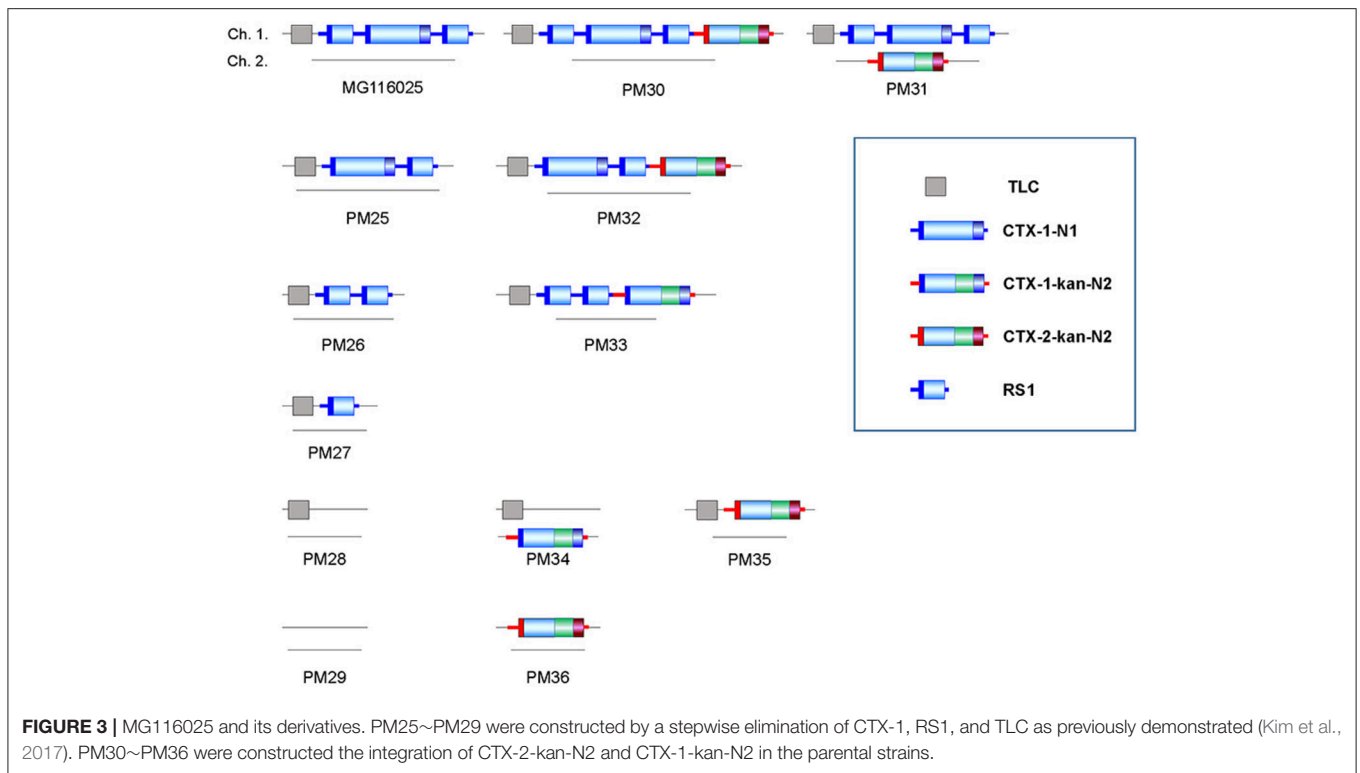 Ch. 1.
Ch. 2.
MG116025
PM30
PM31
PM25
PM32
PM26
PM33
PM27
PM28
PM34
PM35
PM29
PM36
TLC
CTX-1-N1
CTX-1-kan-N2
CTX-2-kan-N2
RS1
FIGURE 3 | MG116025 and its derivatives. PM25~PM29 were constructed by a stepwise elimination of CTX-1, RS1, and TLC as previously demonstrated (Kim et al.,
2017). PM30~PM36 were constructed the integration of CTX-2-kan-N2 and CTX-1-kan-N2 in the parental strains.